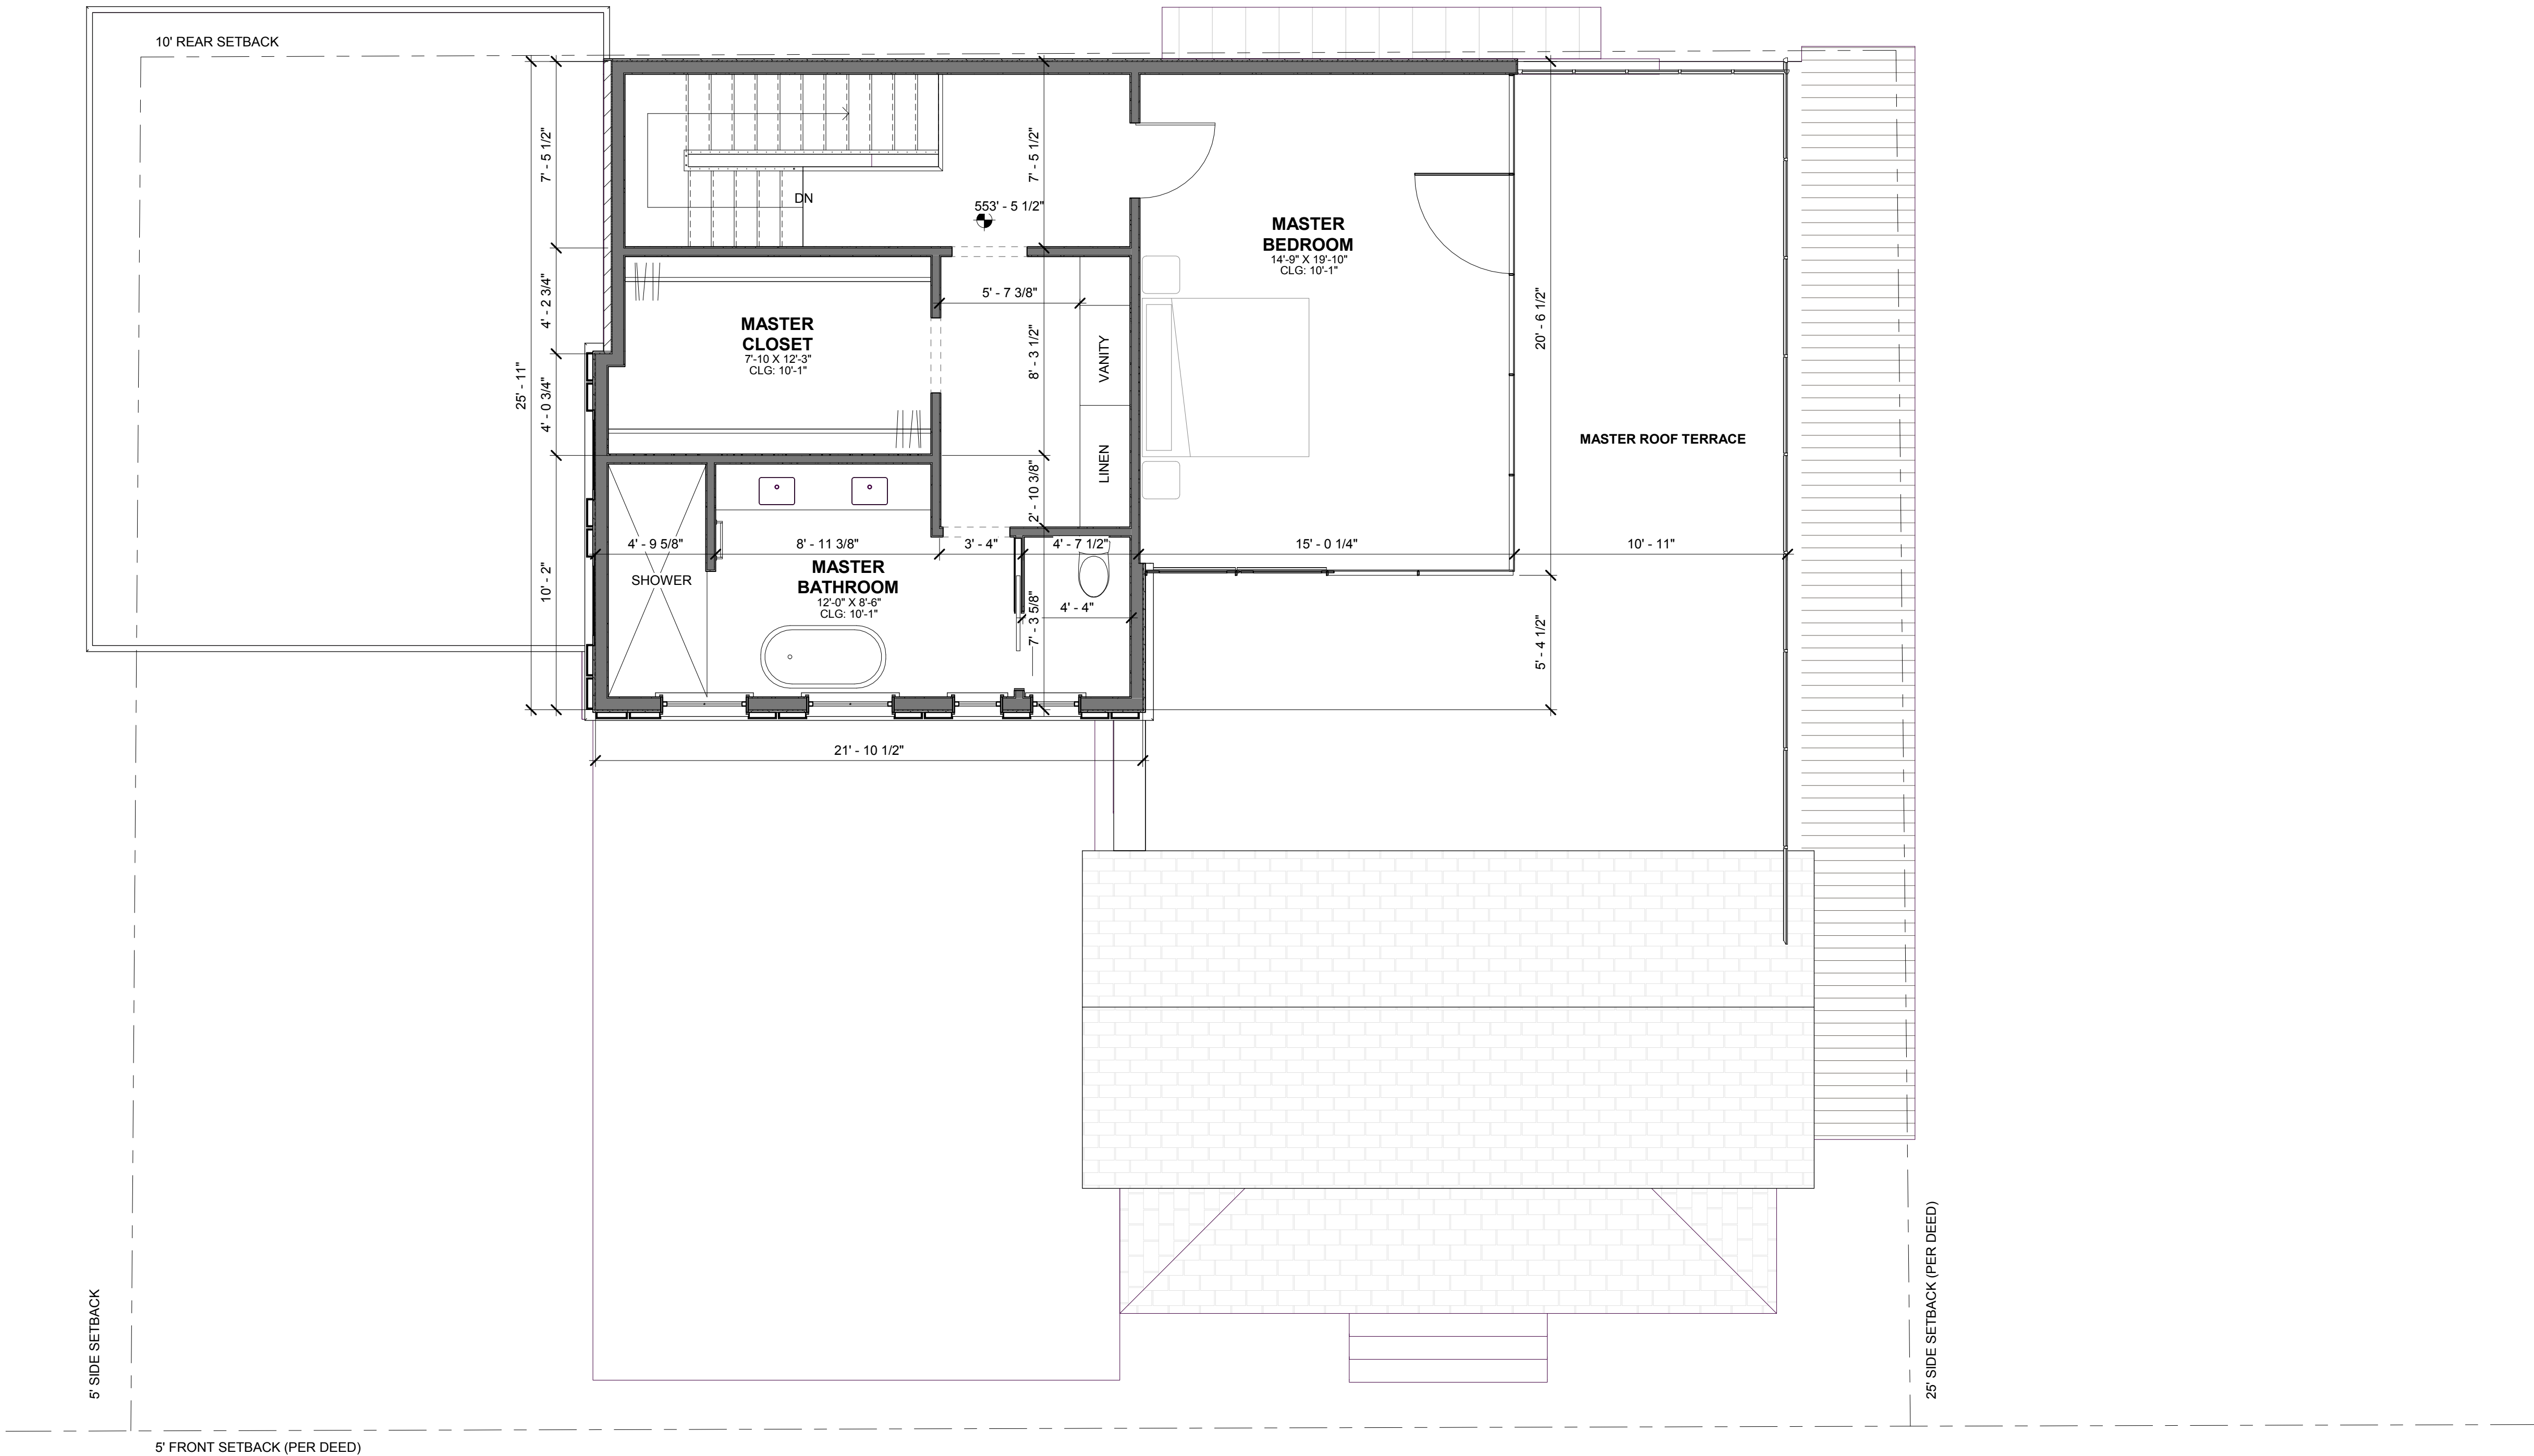 10' REAR SETBACK
7' - 5 1/2"
7' - 5 1/2"
DN
553' - 5 1/2"
MASTER
BEDROOM
14'-9" X 19'-10"
CLG: 10'-1"
4' - 2 3/4"
5' - 7 3/8"
20' - 6 1/2"
MASTER
CLOSET
7'-10 X 12'-3"
CLG: 10'-1"
8' - 3 1/2"
VANITY
25' - 11"
4' - 0 3/4"
MASTER ROOF TERRACE
LINEN
2' - 10 3/8"
4' - 9 5/8"
8' - 11 3/8"
3' - 4"
4' - 7 1/2"
15' - 0 1/4"
10' - 11"
10' - 2"
SHOWER
MASTER
BATHROOM
12'-0" X 8'-6"
CLG: 10'-1"
7' - 3 5/8"
4' - 4"
5' - 4 1/2"
21' - 10 1/2"
5' SIDE SETBACK
25' SIDE SETBACK (PER DEED)
5' FRONT SETBACK (PER DEED)